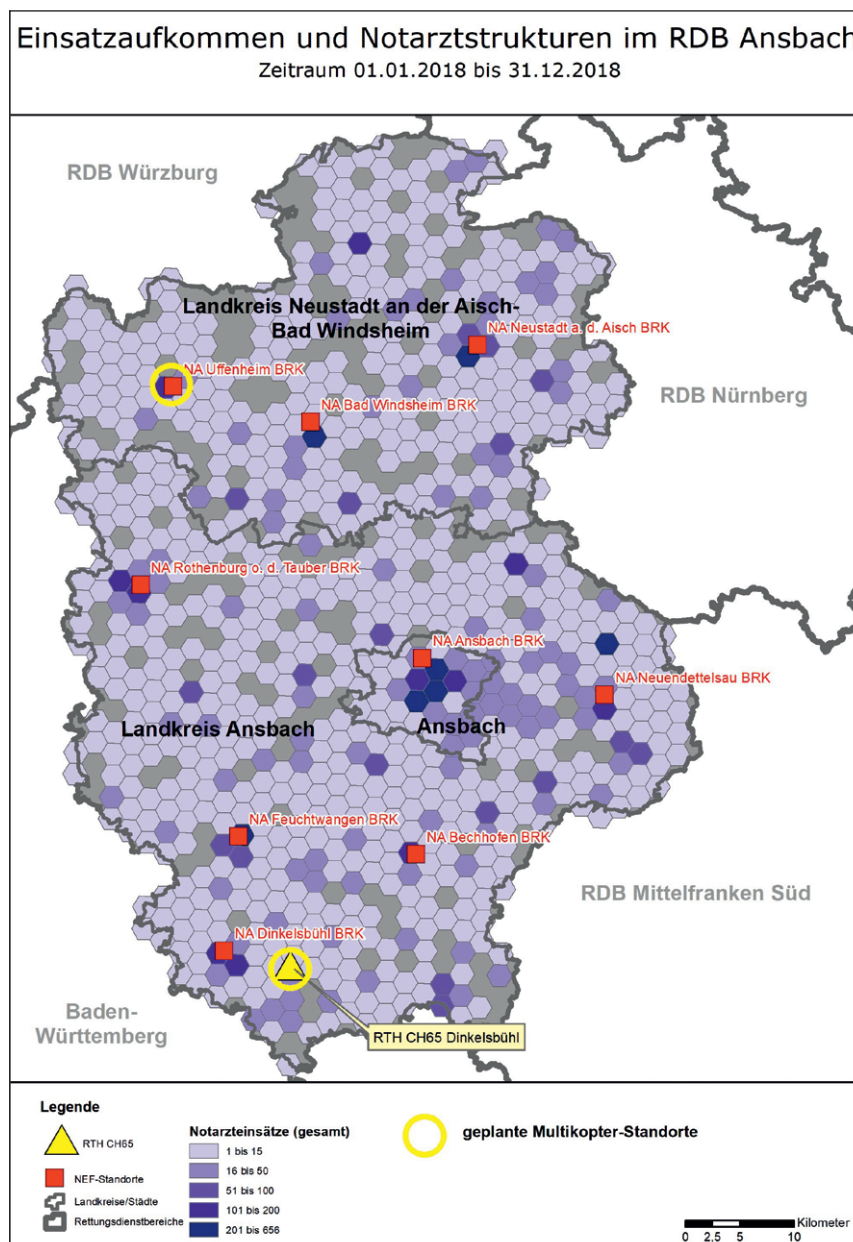 Einsatzaufkommen und Notarztstrukturen im RDB Ansbach
Zeitraum 01.01.2018 bis 31.12.2018
RDB Würzburg
Landkreis Neustadt an der Aisch-
Bad Windsheim
NA Neustadt a. d. Aisch BRK
NA Uffenheim BRK
RDB Nürnberg
NA Bad Windsheim BRK
NA Rothenburg o. d. Tauber BRK
NA Ansbach BRK
NA Neuendettelsau BRK
Landkreis Ansbach
Ansbach
NA Feuchtwangen BRK
NA Bechhofen BRK
RDB Mittelfranken Süd
NA Dinkelsbühl BRK
Baden-
Württemberg
RTH CH65 Dinkelsbühl
Legende
RTH CH65
NEF-Standorte
Landkreise/Städte
Rettungsdienstbereiche
Notarzteinsätze (gesamt)
1 bis 15
16 bis 50
51 bis 100
101 bis 200
201 bis 656
geplante Multikopter-Standorte
Kilometer
0 2,5 5 10